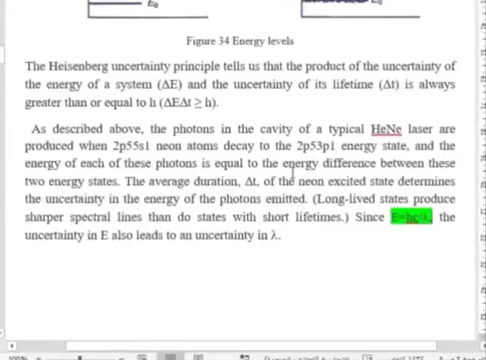 E₀
E₀
Figure 34 Energy levels
The Heisenberg uncertainty principle tells us that the product of the uncertainty of
the energy of a system (ΔE) and the uncertainty of its lifetime (Δt) is always
greater than or equal to h (ΔEΔt ≥ h).
As described above, the photons in the cavity of a typical HeNe laser are
produced when 2p55s1 neon atoms decay to the 2p53p1 energy state, and the
energy of each of these photons is equal to the energy difference between these
two energy states. The average duration, Δt, of the neon excited state determines
the uncertainty in the energy of the photons emitted. (Long-lived states produce
sharper spectral lines than do states with short lifetimes.) Since E=hc/λ, the
uncertainty in E also leads to an uncertainty in λ.
100%